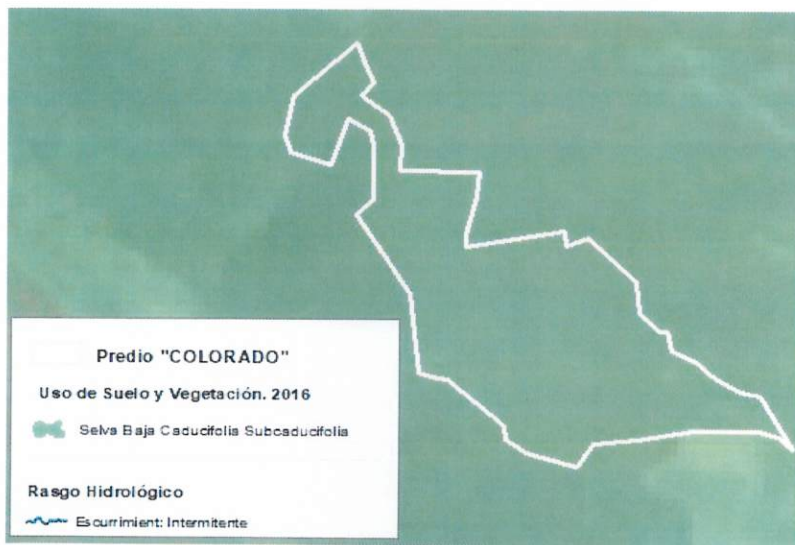 Predio "COLORADO"
Uso de Suelo y Vegetación. 2016
Selva Baja Caducifolia Subcaducifolia
Rasgo Hidrológico
Escurrimient: Intermitente